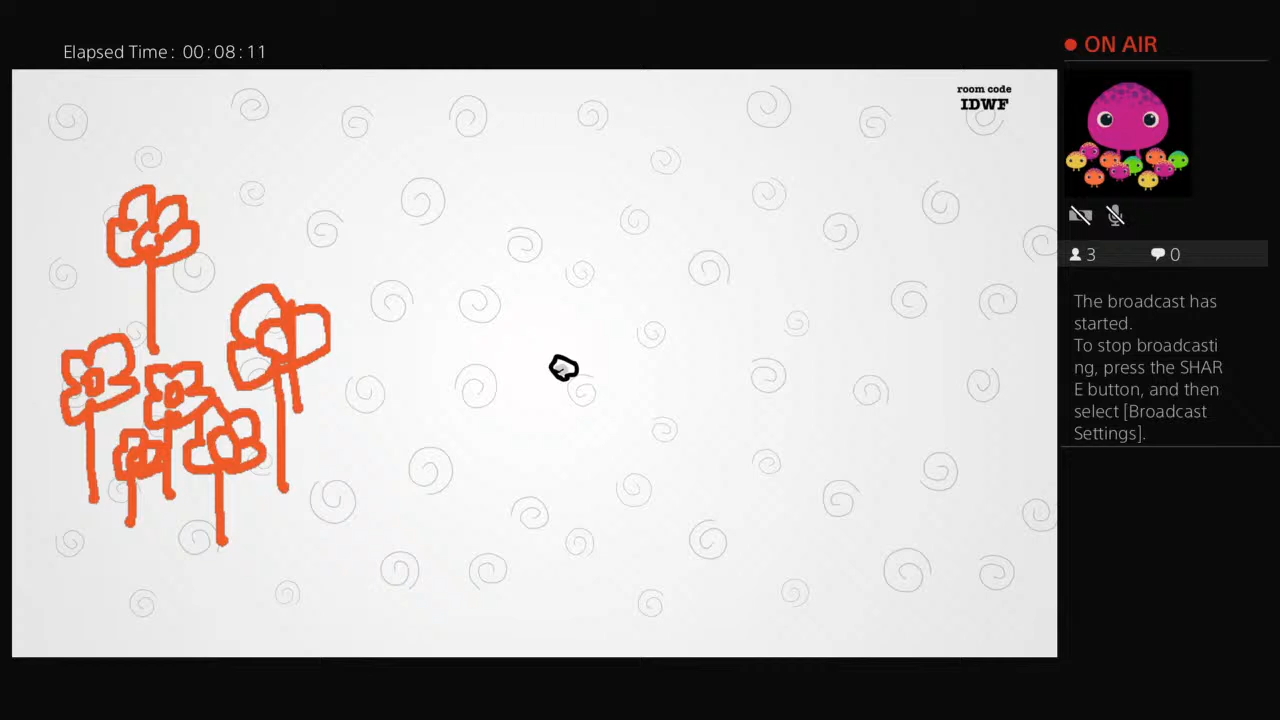 Elapsed Time: 00:08:11
ON AIR
room code
IDWF
3
0
The broadcast has
started.
To stop broadcasti
ng, press the SHAR
E button, and then
select [Broadcast
Settings].